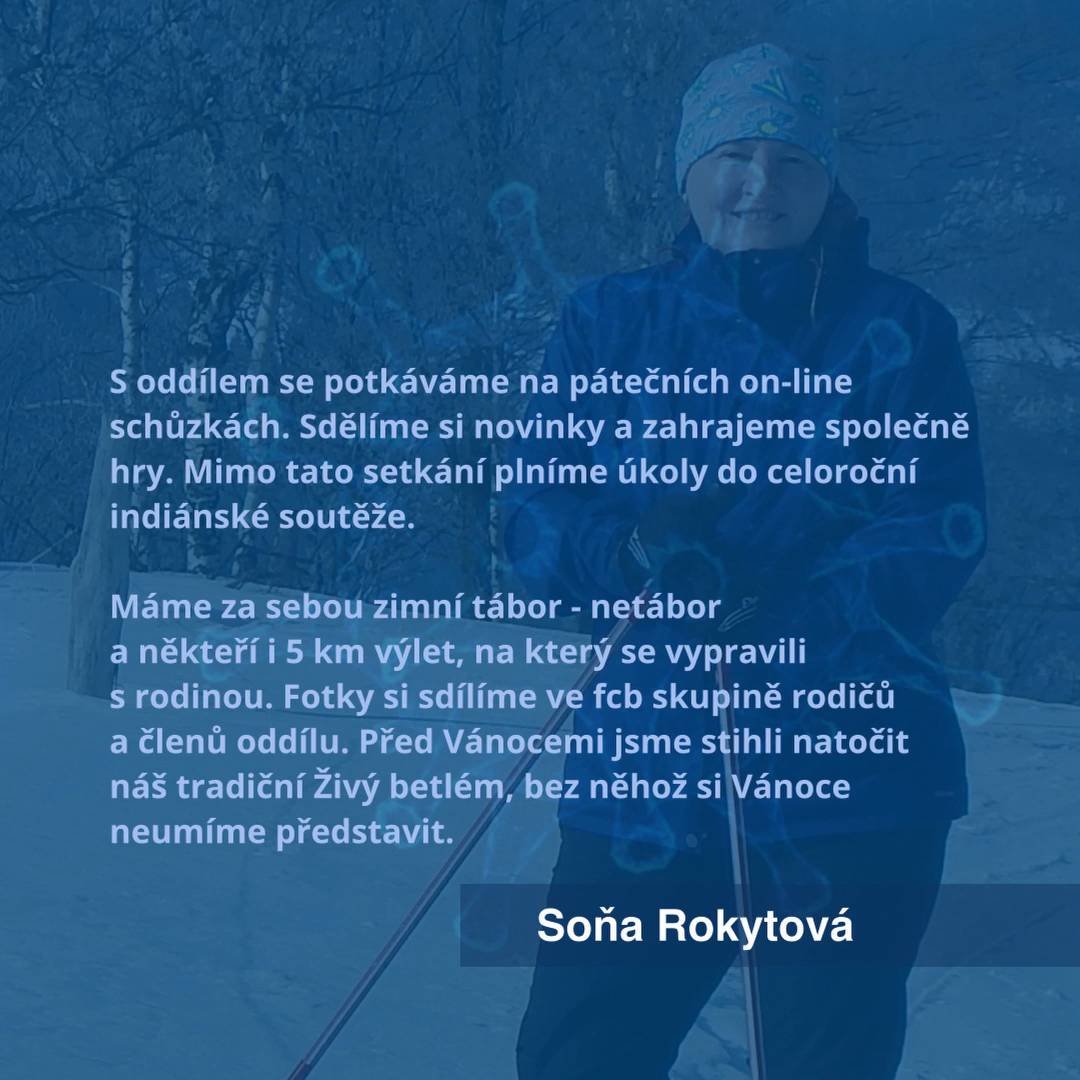 S oddílem se potkáváme na pátečních on-line
schůzkách. Sdělíme si novinky a zahrajeme společně
hry. Mimo tato setkání plníme úkoly do celoroční
indiánské soutěže.
Máme za sebou zimní tábor - netábor
a někteří i 5 km výlet, na který se vypravili
s rodinou. Fotky si sdílíme ve fcb skupině rodičů
a členů oddílu. Před Vánocemi jsme stihli natočit
náš tradiční Živý betlém, bez něhož si Vánoce
neumíme představit.
Soňa Rokytová